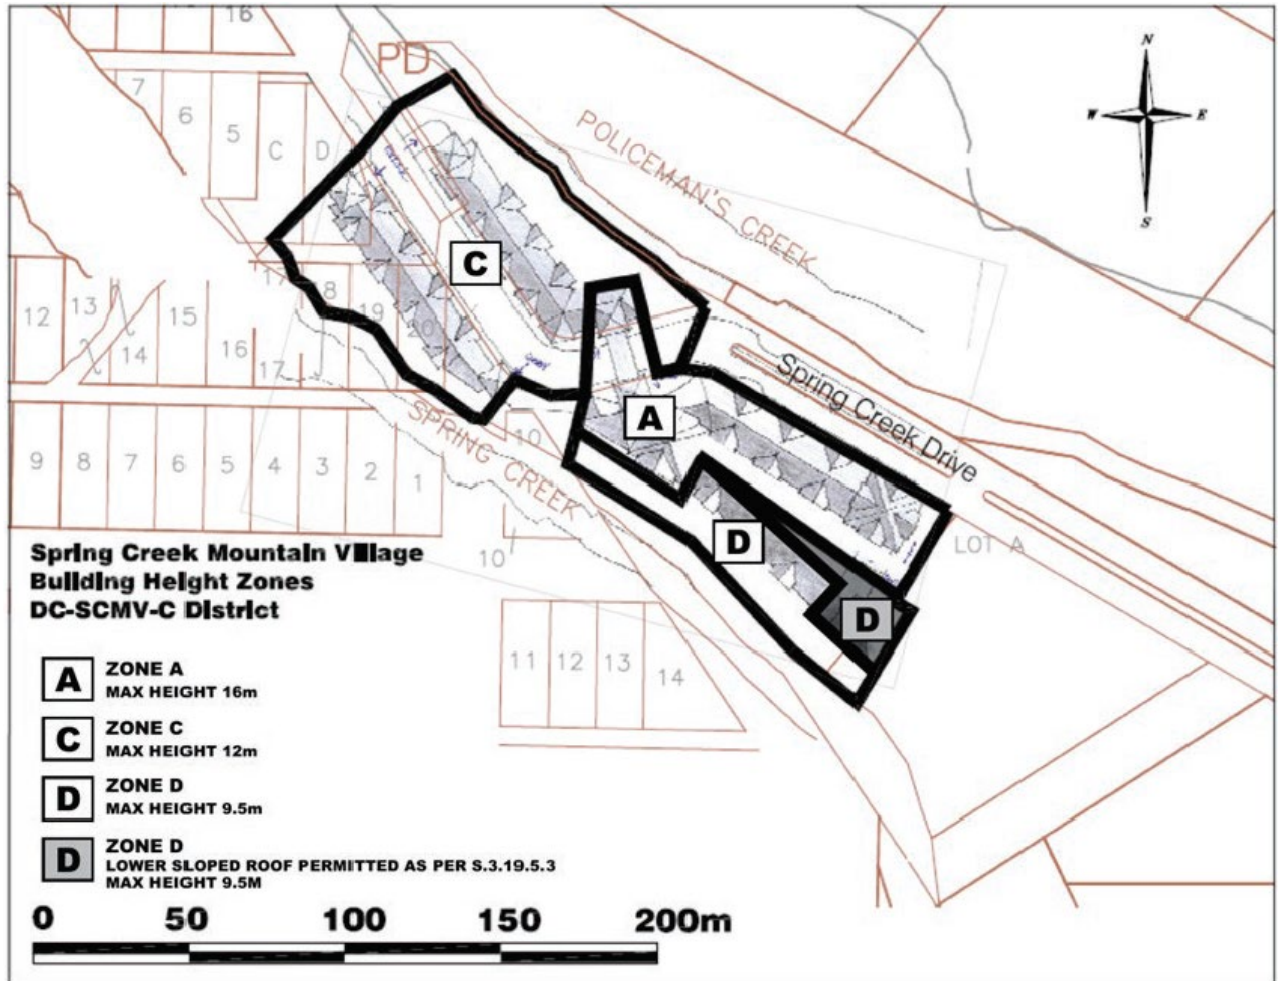 16
PD
N
W E
S
7
6
5
C
D
POLICEMAN'S CREEK
C
17
18
19
20
12
13
14
15
16
17
A
Spring Creek Drive
SPRING CREEK
10
9 8 7 6 5 4 3 2 1
D
LOT A
10
D
11 12 13 14
Spring Creek Mountain Village
Building Height Zones
DC-SCMV-C District
A ZONE A
MAX HEIGHT 16m
C ZONE C
MAX HEIGHT 12m
D ZONE D
MAX HEIGHT 9.5m
D ZONE D
LOWER SLOPED ROOF PERMITTED AS PER S.3.19.5.3
MAX HEIGHT 9.5M
0 50 100 150 200m